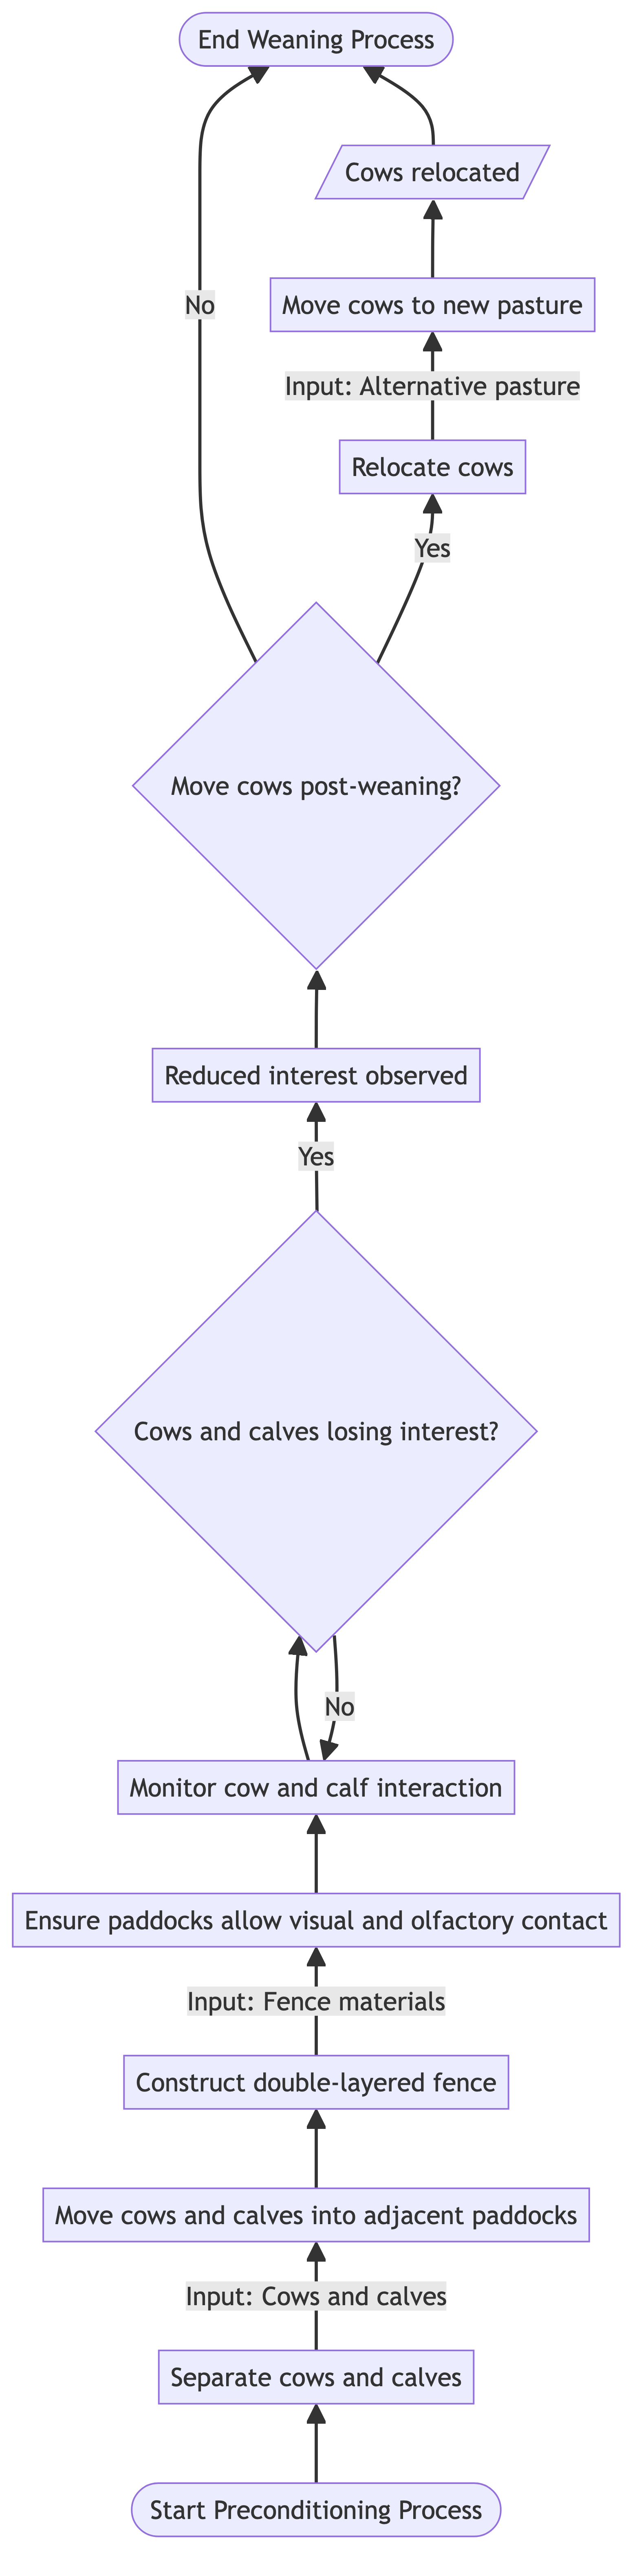 End Weaning Process
Cows relocated
No
Move cows to new pasture
Input: Alternative pasture
Relocate cows
Yes
Move cows post-weaning?
Reduced interest observed
Yes
Cows and calves losing interest?
No
Monitor cow and calf interaction
Ensure paddocks allow visual and olfactory contact
Input: Fence materials
Construct double-layered fence
Move cows and calves into adjacent paddocks
Input: Cows and calves
Separate cows and calves
Start Preconditioning Process